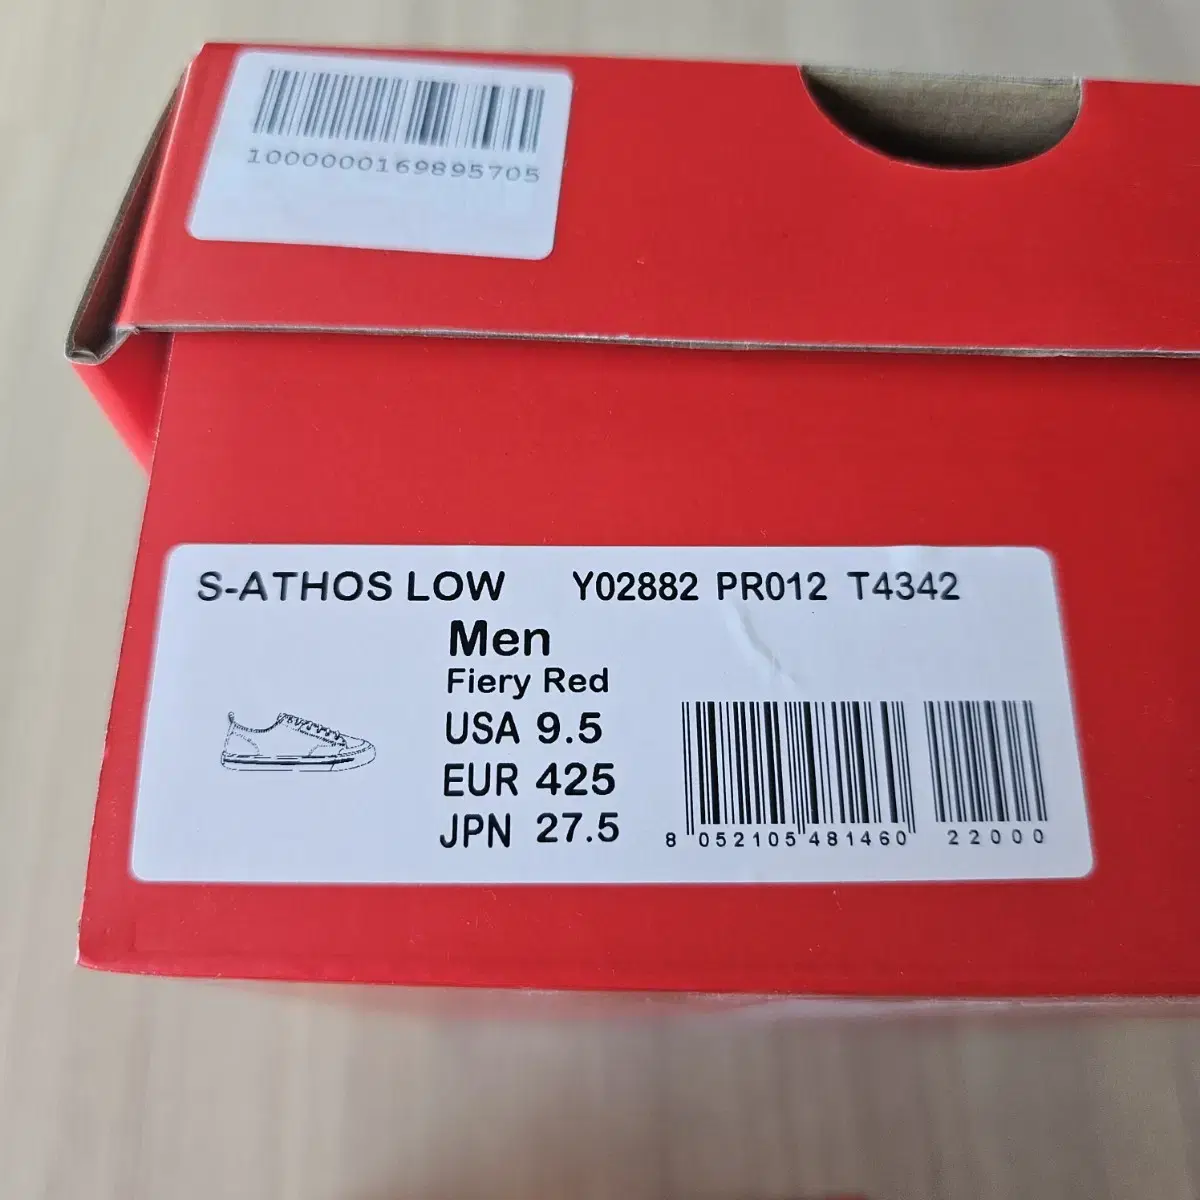 1000000169895705
S-ATHOS LOW Y02882 PR012 T4342
Men
Fiery Red
USA 9.5
EUR 425
JPN 27.5
8 052105 481460 22000